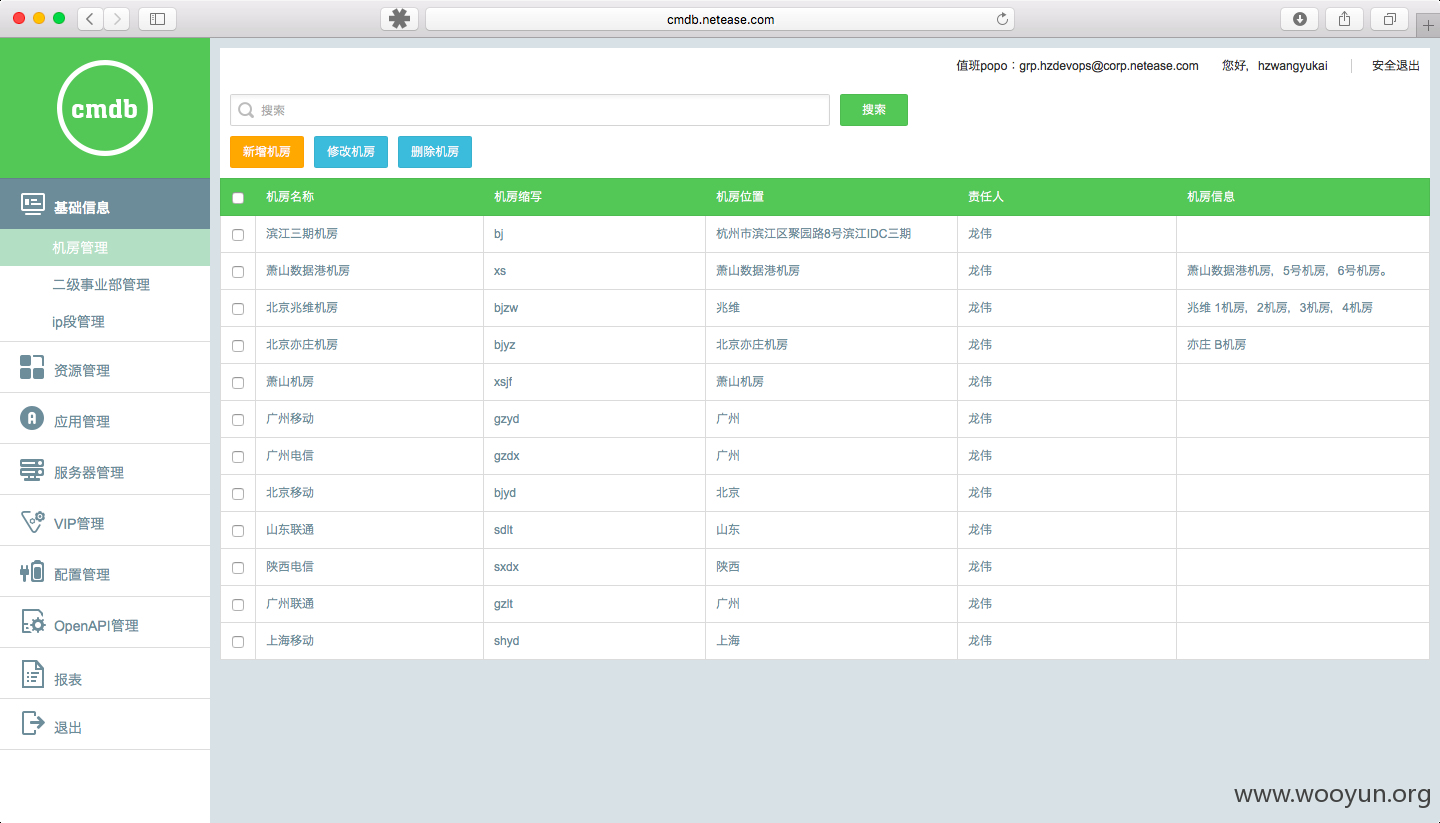 cmdb.netease.com
cmdb
值班popo：grp.hzdevops@corp.netease.com 您好，hzwangyukai 安全退出
搜索 搜索
新增机房 修改机房 删除机房
基础信息
机房管理
二级事业部管理
ip段管理
资源管理
应用管理
服务器管理
VIP管理
配置管理
OpenAPI管理
报表
退出
机房名称 机房缩写 机房位置 责任人 机房信息
滨江三期机房 bj 杭州市滨江区聚园路8号滨江IDC三期 龙伟
萧山数据港机房 xs 萧山数据港机房 龙伟 萧山数据港机房，5号机房，6号机房。
北京兆维机房 bjzw 兆维 龙伟 兆维 1机房，2机房，3机房，4机房
北京亦庄机房 bjyz 北京亦庄机房 龙伟 亦庄 B机房
萧山机房 xsjf 萧山机房 龙伟
广州移动 gzyd 广州 龙伟
广州电信 gzdx 广州 龙伟
北京移动 bjyd 北京 龙伟
山东联通 sdlt 山东 龙伟
陕西电信 sxdx 陕西 龙伟
广州联通 gzlt 广州 龙伟
上海移动 shyd 上海 龙伟
www.wooyun.org